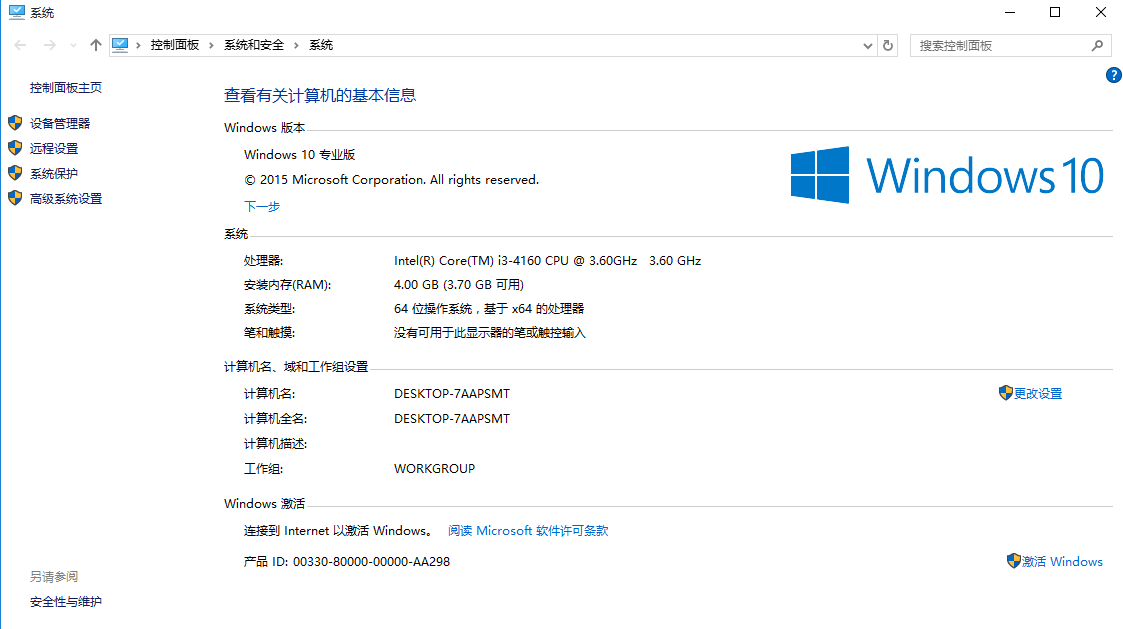 系统
控制面板 › 系统和安全 › 系统
搜索控制面板
控制面板主页
设备管理器
远程设置
系统保护
高级系统设置
查看有关计算机的基本信息
Windows 版本
Windows 10 专业版
© 2015 Microsoft Corporation. All rights reserved.
下一步
Windows 10
系统
处理器: Intel(R) Core(TM) i3-4160 CPU @ 3.60GHz 3.60 GHz
安装内存(RAM): 4.00 GB (3.70 GB 可用)
系统类型: 64 位操作系统，基于 x64 的处理器
笔和触摸: 没有可用于此显示器的笔或触控输入
计算机名、域和工作组设置
计算机名: DESKTOP-7AAPSMT 更改设置
计算机全名: DESKTOP-7AAPSMT
计算机描述:
工作组: WORKGROUP
Windows 激活
连接到 Internet 以激活 Windows。 阅读 Microsoft 软件许可条款
产品 ID: 00330-80000-00000-AA298 激活 Windows
另请参阅
安全性与维护